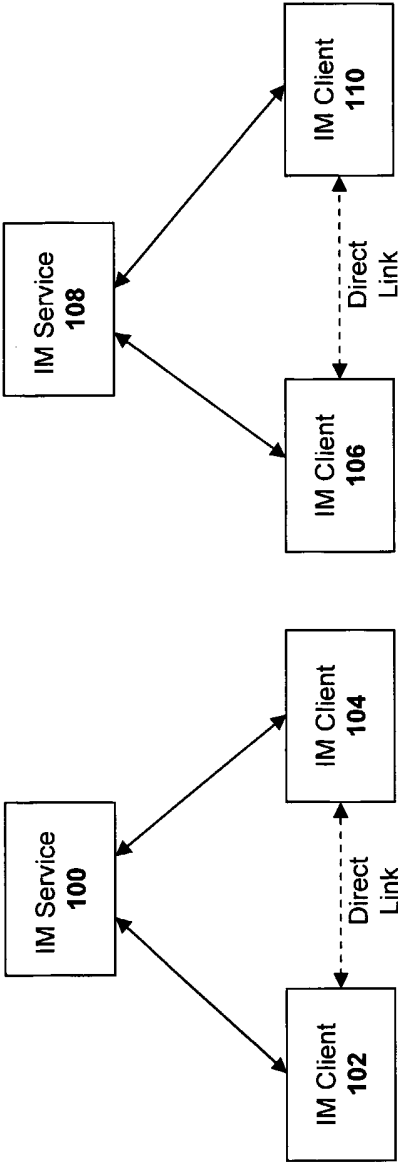 IM Service
100
IM Client
102
Direct
Link
IM Client
104
IM Service
108
IM Client
106
Direct
Link
IM Client
110